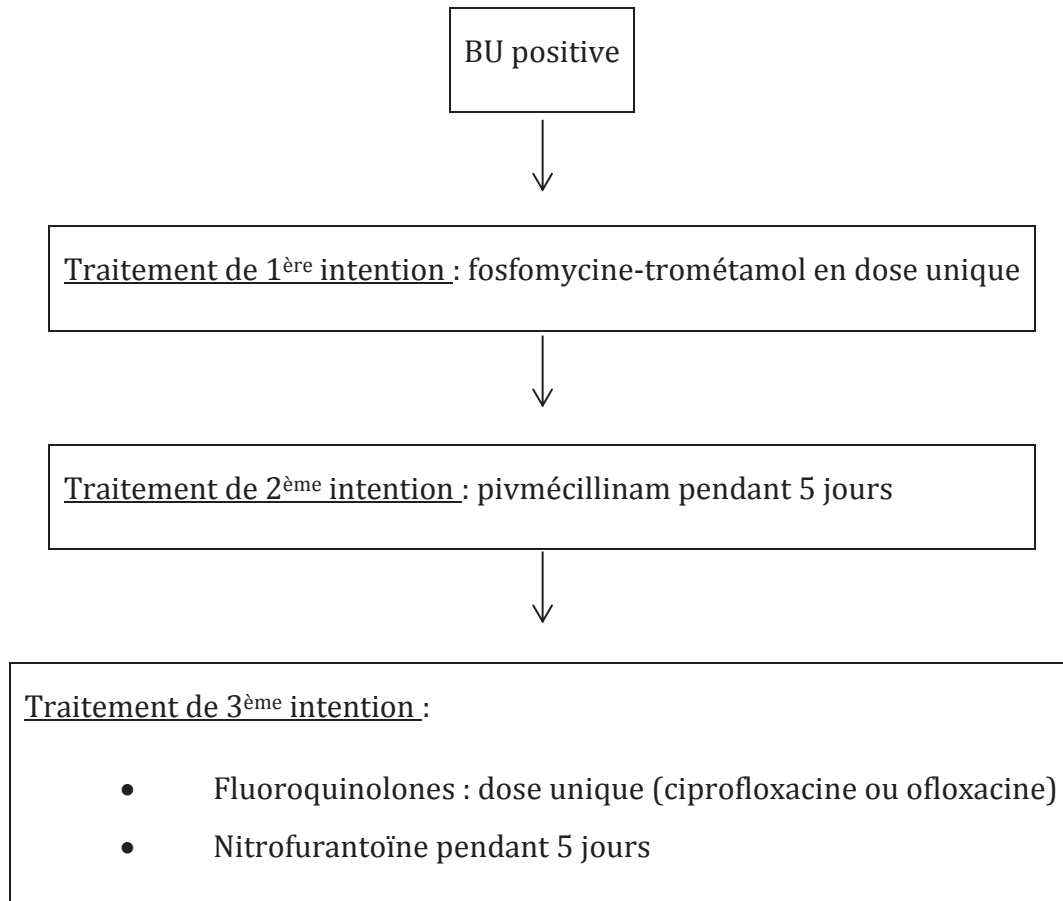 BU positive
Traitement de 1ère intention : fosfomycine-trométamol en dose unique
Traitement de 2ème intention : pivmécillinam pendant 5 jours
Traitement de 3ème intention :
• Fluoroquinolones : dose unique (ciprofloxacine ou ofloxacine)
• Nitrofurantoïne pendant 5 jours